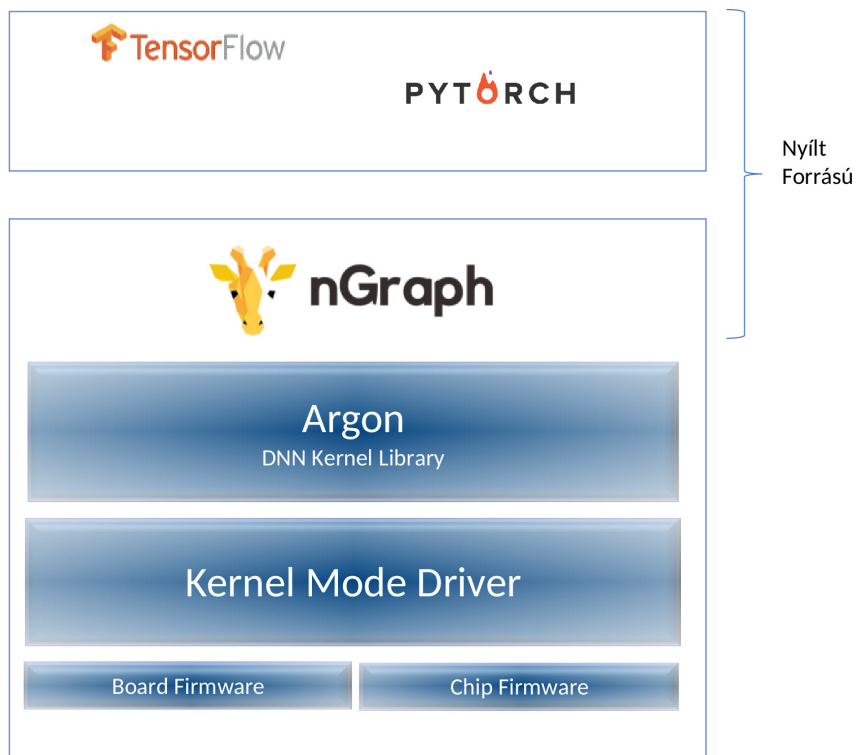 TensorFlow
PYTORCH
Nyílt
Forrású
nGraph
Argon
DNN Kernel Library
Kernel Mode Driver
Board Firmware
Chip Firmware